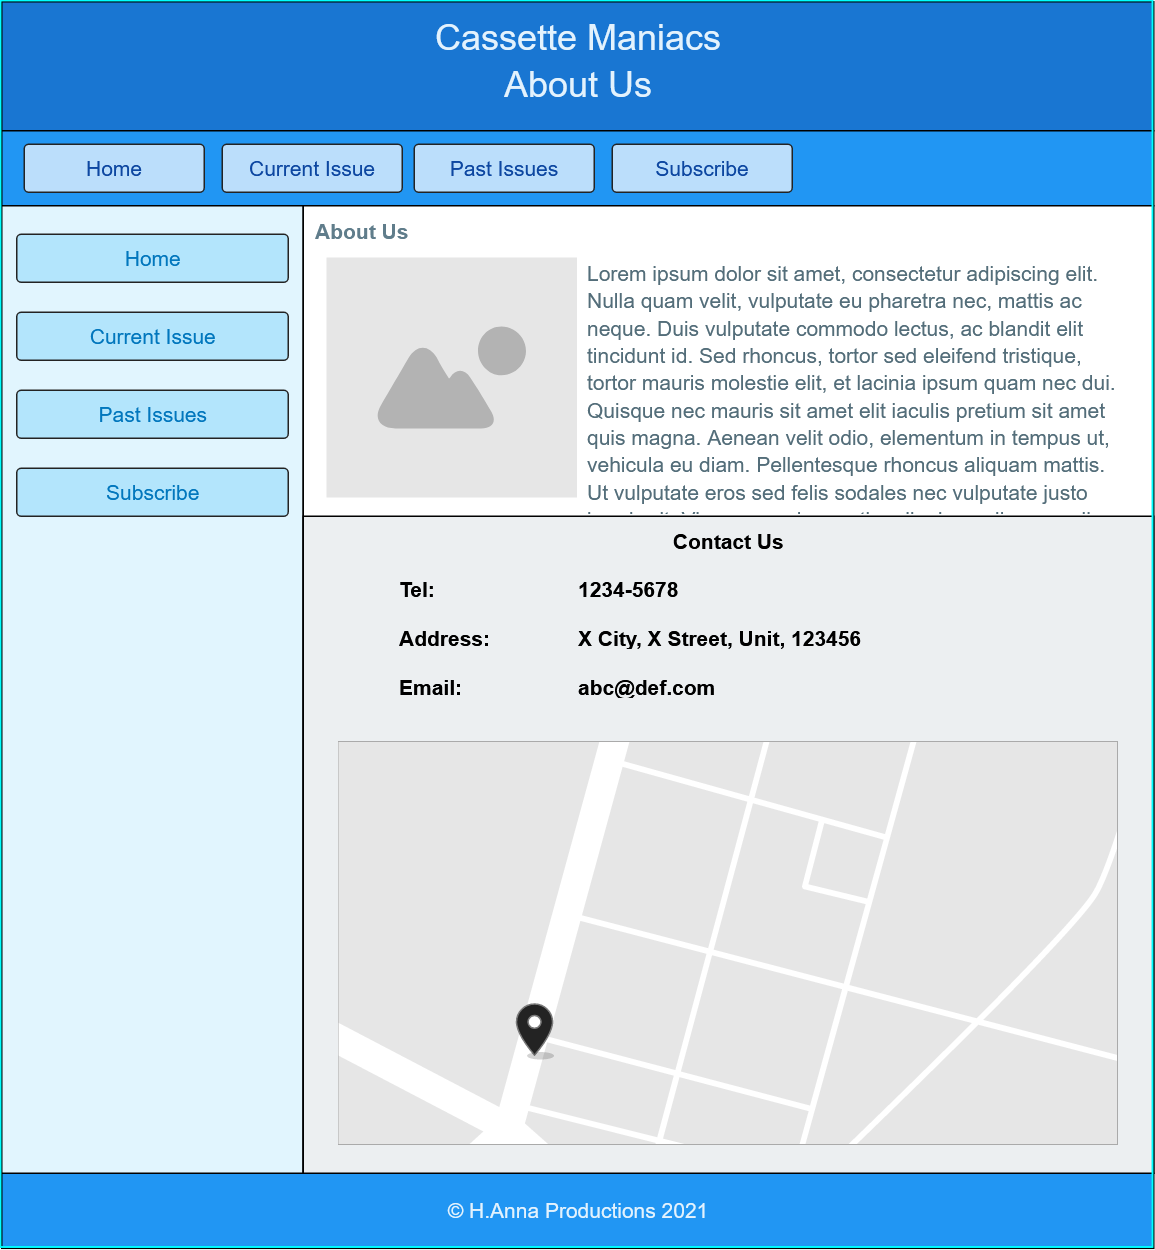 Cassette Maniacs
About Us
Home
Current Issue
Past Issues
Subscribe
Home
Current Issue
Past Issues
Subscribe
About Us
Lorem ipsum dolor sit amet, consectetur adipiscing elit.
Nulla quam velit, vulputate eu pharetra nec, mattis ac
neque. Duis vulputate commodo lectus, ac blandit elit
tincidunt id. Sed rhoncus, tortor sed eleifend tristique,
tortor mauris molestie elit, et lacinia ipsum quam nec dui.
Quisque nec mauris sit amet elit iaculis pretium sit amet
quis magna. Aenean velit odio, elementum in tempus ut,
vehicula eu diam. Pellentesque rhoncus aliquam mattis.
Ut vulputate eros sed felis sodales nec vulputate justo
Contact Us
Tel: 1234-5678
Address: X City, X Street, Unit, 123456
Email: abc@def.com
© H.Anna Productions 2021